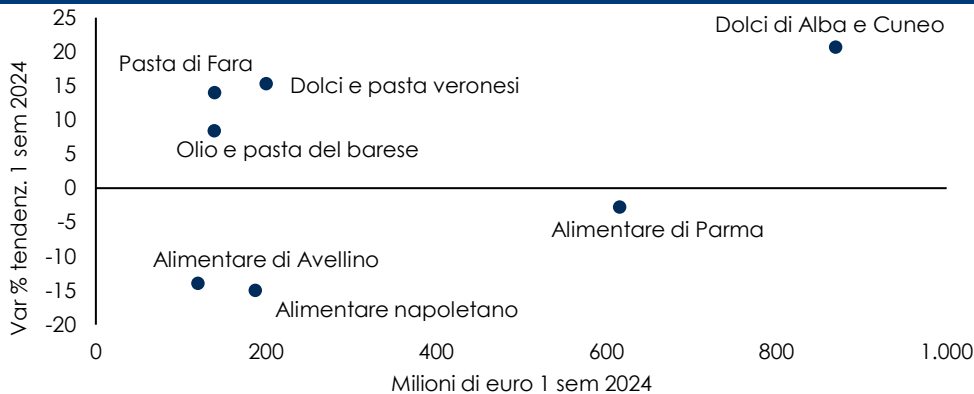 25
20
15
10
5
0
-5
-10
-15
-20
Var % tendenz. 1 sem 2024
Dolci di Alba e Cuneo
Pasta di Fara
Dolci e pasta veronesi
Olio e pasta del barese
Alimentare di Parma
Alimentare di Avellino
Alimentare napoletano
0 200 400 600 800 1.000
Milioni di euro 1 sem 2024